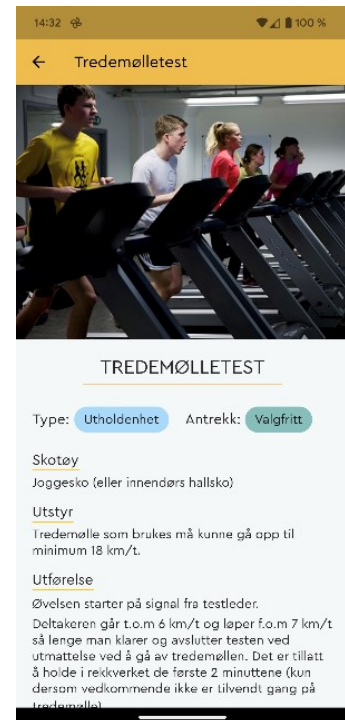 14:32 100 %
Tredemølletest
TREDEMØLLETEST
Type: Utholdenhet Antrekk: Valgfritt
Skotøy
Joggesko (eller innendørs hallsko)
Utstyr
Tredemølle som brukes må kunne gå opp til
minimum 18 km/t.
Utførelse
Øvelsen starter på signal fra testleder.
Deltakeren går t.o.m 6 km/t og løper f.o.m 7 km/t
så lenge man klarer og avslutter testen ved
utmattelse ved å gå av tredemøllen. Det er tillatt
å holde i rekkverket de første 2 minuttene (kun
dersom vedkommende ikke er tilvendt gang på
tredemølle)